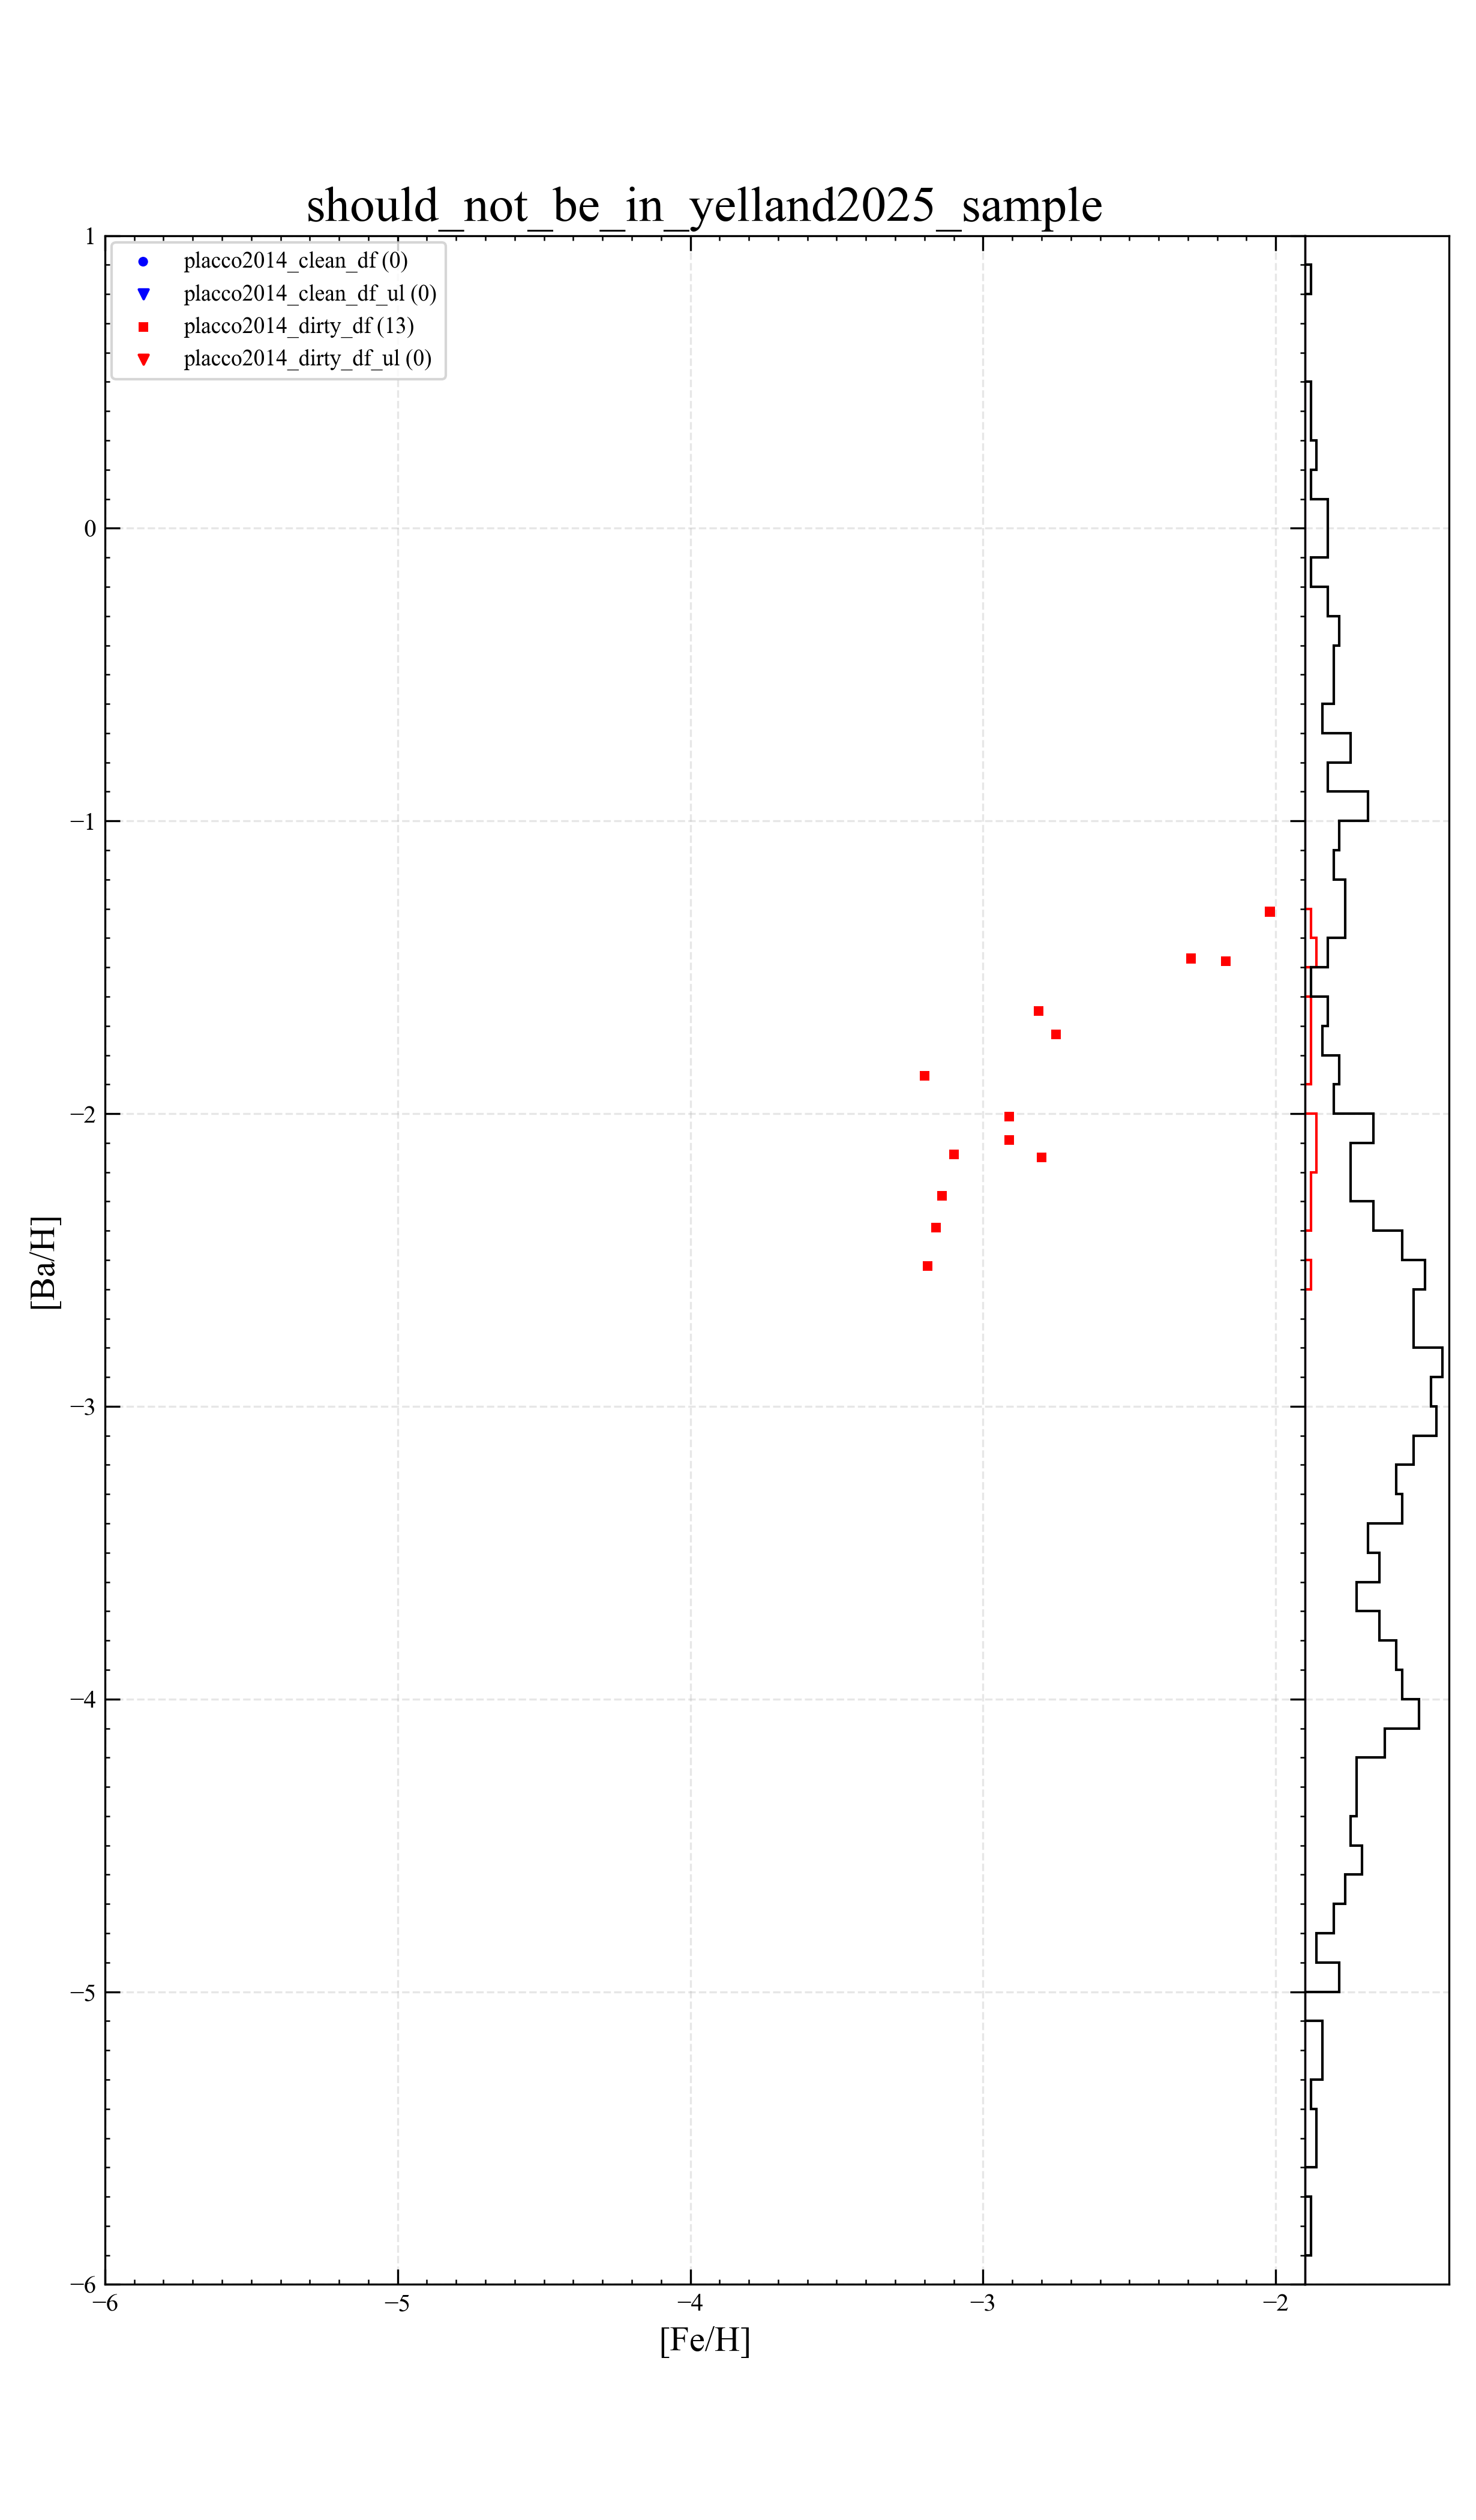 should_not_be_in_yelland2025_sample
placco2014_clean_df (0)
placco2014_clean_df_ul (0)
placco2014_dirty_df (13)
placco2014_dirty_df_ul (0)
1
0
−1
−2
−3
−4
−5
−6
[Ba/H]
−6
−5
−4
−3
−2
[Fe/H]